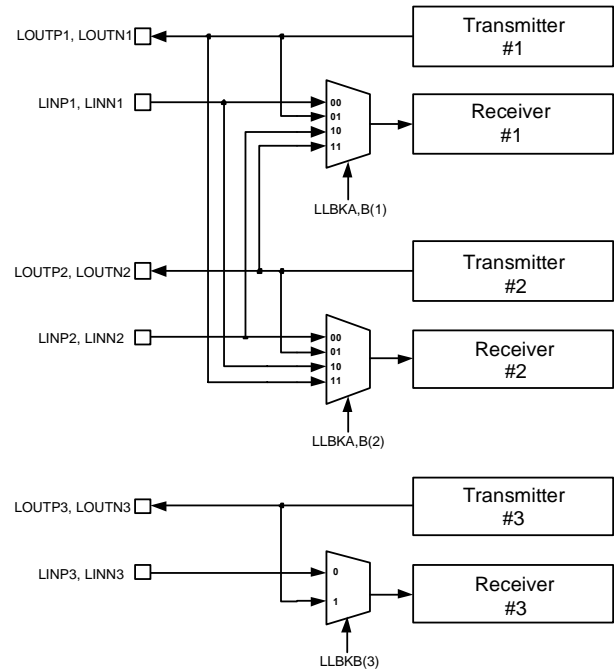 Transmitter
#1
LOUTP1, LOUTN1
LINP1, LINN1
00
01
10
11
Receiver
#1
LLBKA,B(1)
Transmitter
#2
LOUTP2, LOUTN2
LINP2, LINN2
00
01
10
11
Receiver
#2
LLBKA,B(2)
Transmitter
#3
LOUTP3, LOUTN3
LINP3, LINN3
0
1
Receiver
#3
LLBKB(3)